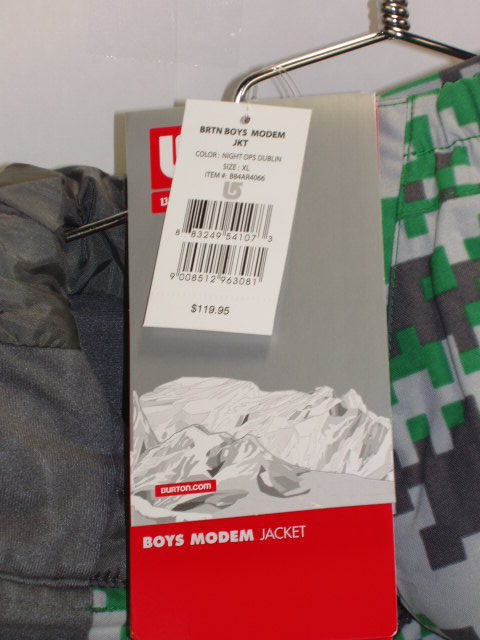 BRTN BOYS MODEM
JKT
COLOR: NIGHT OPS DUBLIN
SIZE: XL
ITEM #: B84AR4066
8 83249 54107 3
9 008512 963081
$119.95
BURTON.COM
BOYS MODEM JACKET